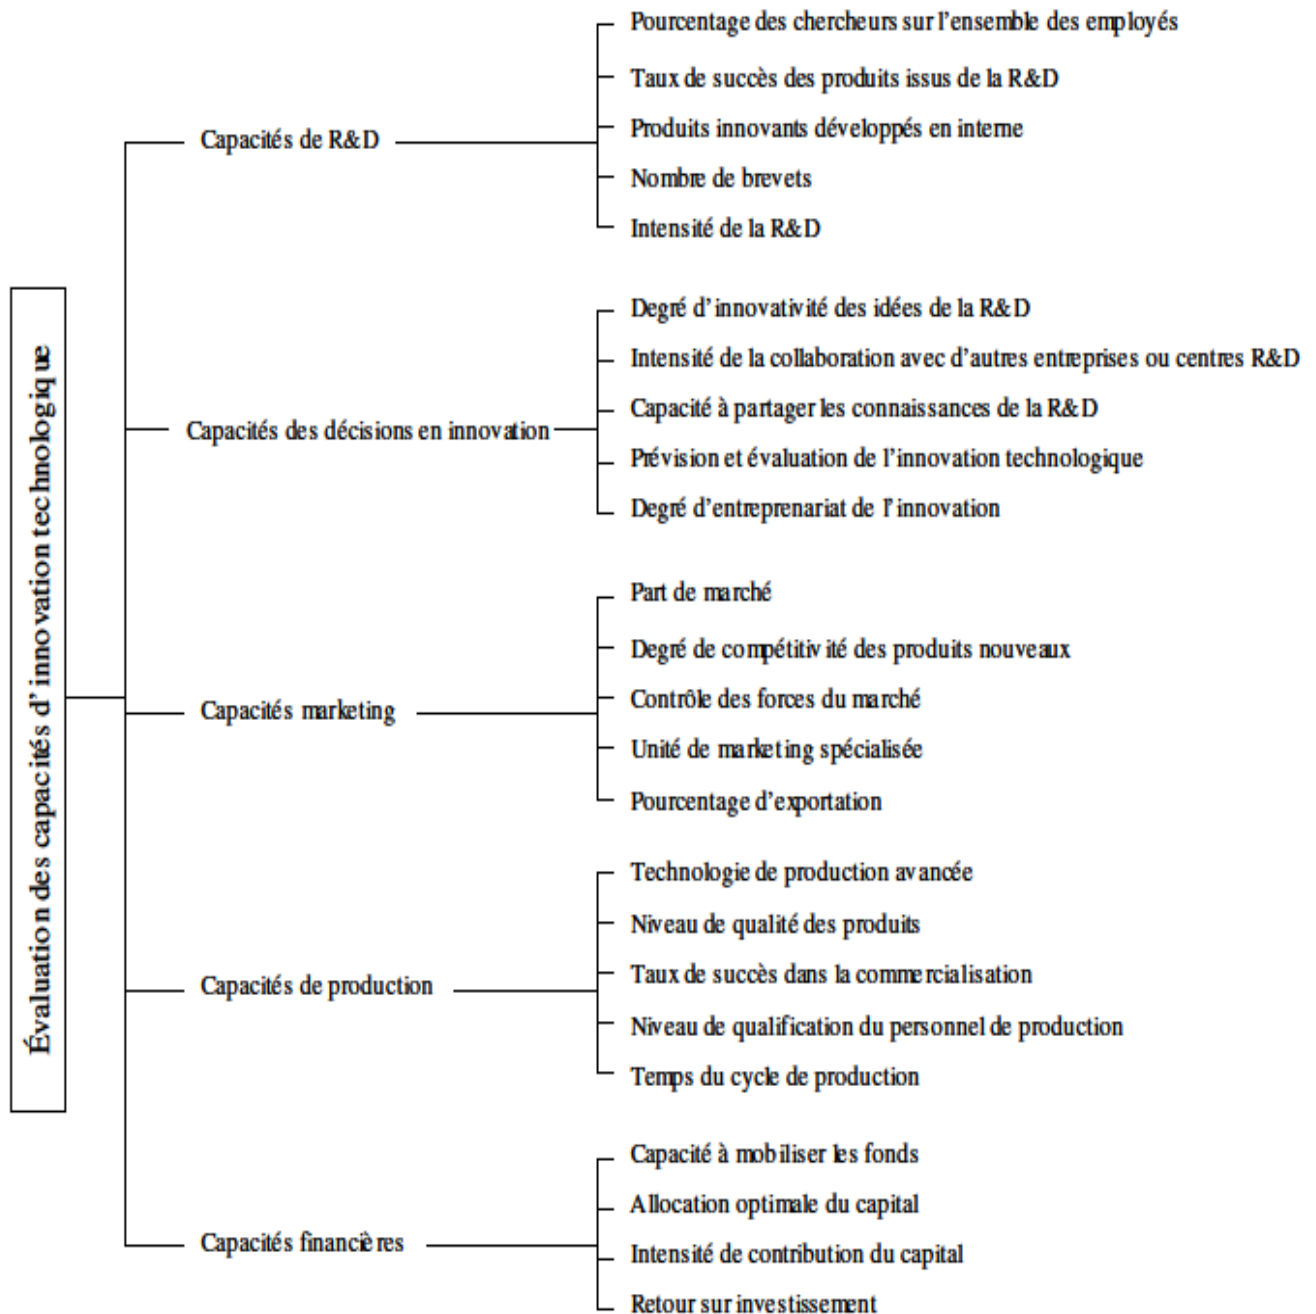 Évaluation des capacités d'innovation technologique
Capacités de R&D
Pourcentage des chercheurs sur l'ensemble des employés
Taux de succès des produits issus de la R&D
Produits innovants développés en interne
Nombre de brevets
Intensité de la R&D
Capacités des décisions en innovation
Degré d'innovativité des idées de la R&D
Intensité de la collaboration avec d'autres entreprises ou centres R&D
Capacité à partager les connaissances de la R&D
Prévision et évaluation de l'innovation technologique
Degré d'entreprenariat de l'innovation
Capacités marketing
Part de marché
Degré de compétitivité des produits nouveaux
Contrôle des forces du marché
Unité de marketing spécialisée
Pourcentage d'exportation
Capacités de production
Technologie de production avancée
Niveau de qualité des produits
Taux de succès dans la commercialisation
Niveau de qualification du personnel de production
Temps du cycle de production
Capacités financières
Capacité à mobiliser les fonds
Allocation optimale du capital
Intensité de contribution du capital
Retour sur investissement